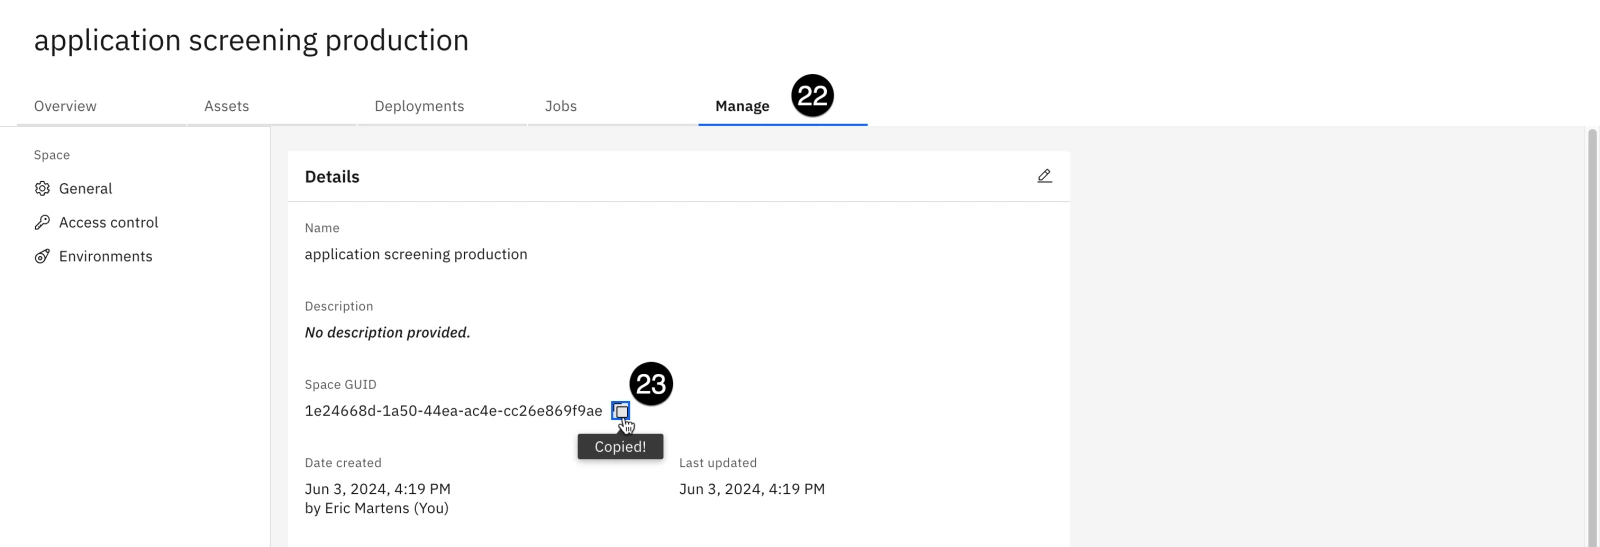 application screening production
Overview
Assets
Deployments
Jobs
Manage
22
Space
General
Access control
Environments
Details
Name
application screening production
Description
No description provided.
Space GUID
23
1e24668d-1a50-44ea-ac4e-cc26e869f9ae
Copied!
Date created
Jun 3, 2024, 4:19 PM
by Eric Martens (You)
Last updated
Jun 3, 2024, 4:19 PM